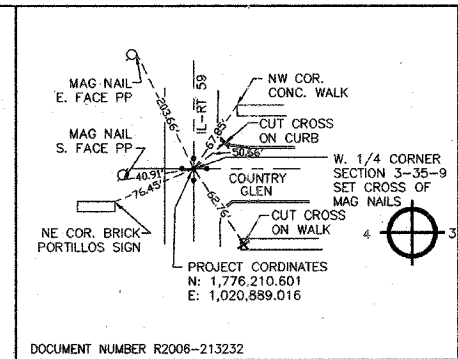 MAG NAIL
E. FACE PP
203.66'
IL-RT 59
NW COR.
CONC. WALK
67.85'
CUT CROSS
ON CURB
50.66'
MAG NAIL
S. FACE PP
40.91'
76.45'
COUNTRY
GLEN
W. 1/4 CORNER
SECTION 3-35-9
SET CROSS OF
MAG NAILS
62.76'
NE COR. BRICK
PORTILLOS SIGN
CUT CROSS
ON WALK
4 3
PROJECT CORDINATES
N: 1,776,210.601
E: 1,020,889.016
DOCUMENT NUMBER R2006-213232